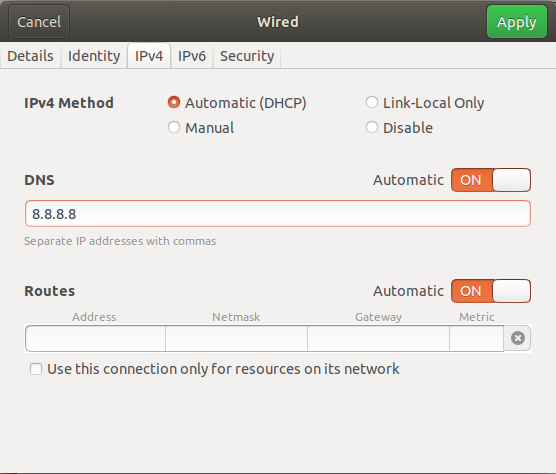 Cancel Wired Apply
Details Identity IPv4 IPv6 Security
IPv4 Method Automatic (DHCP) Link-Local Only
Manual Disable
DNS Automatic ON
8.8.8.8
Separate IP addresses with commas
Routes Automatic ON
Address Netmask Gateway Metric
Use this connection only for resources on its network